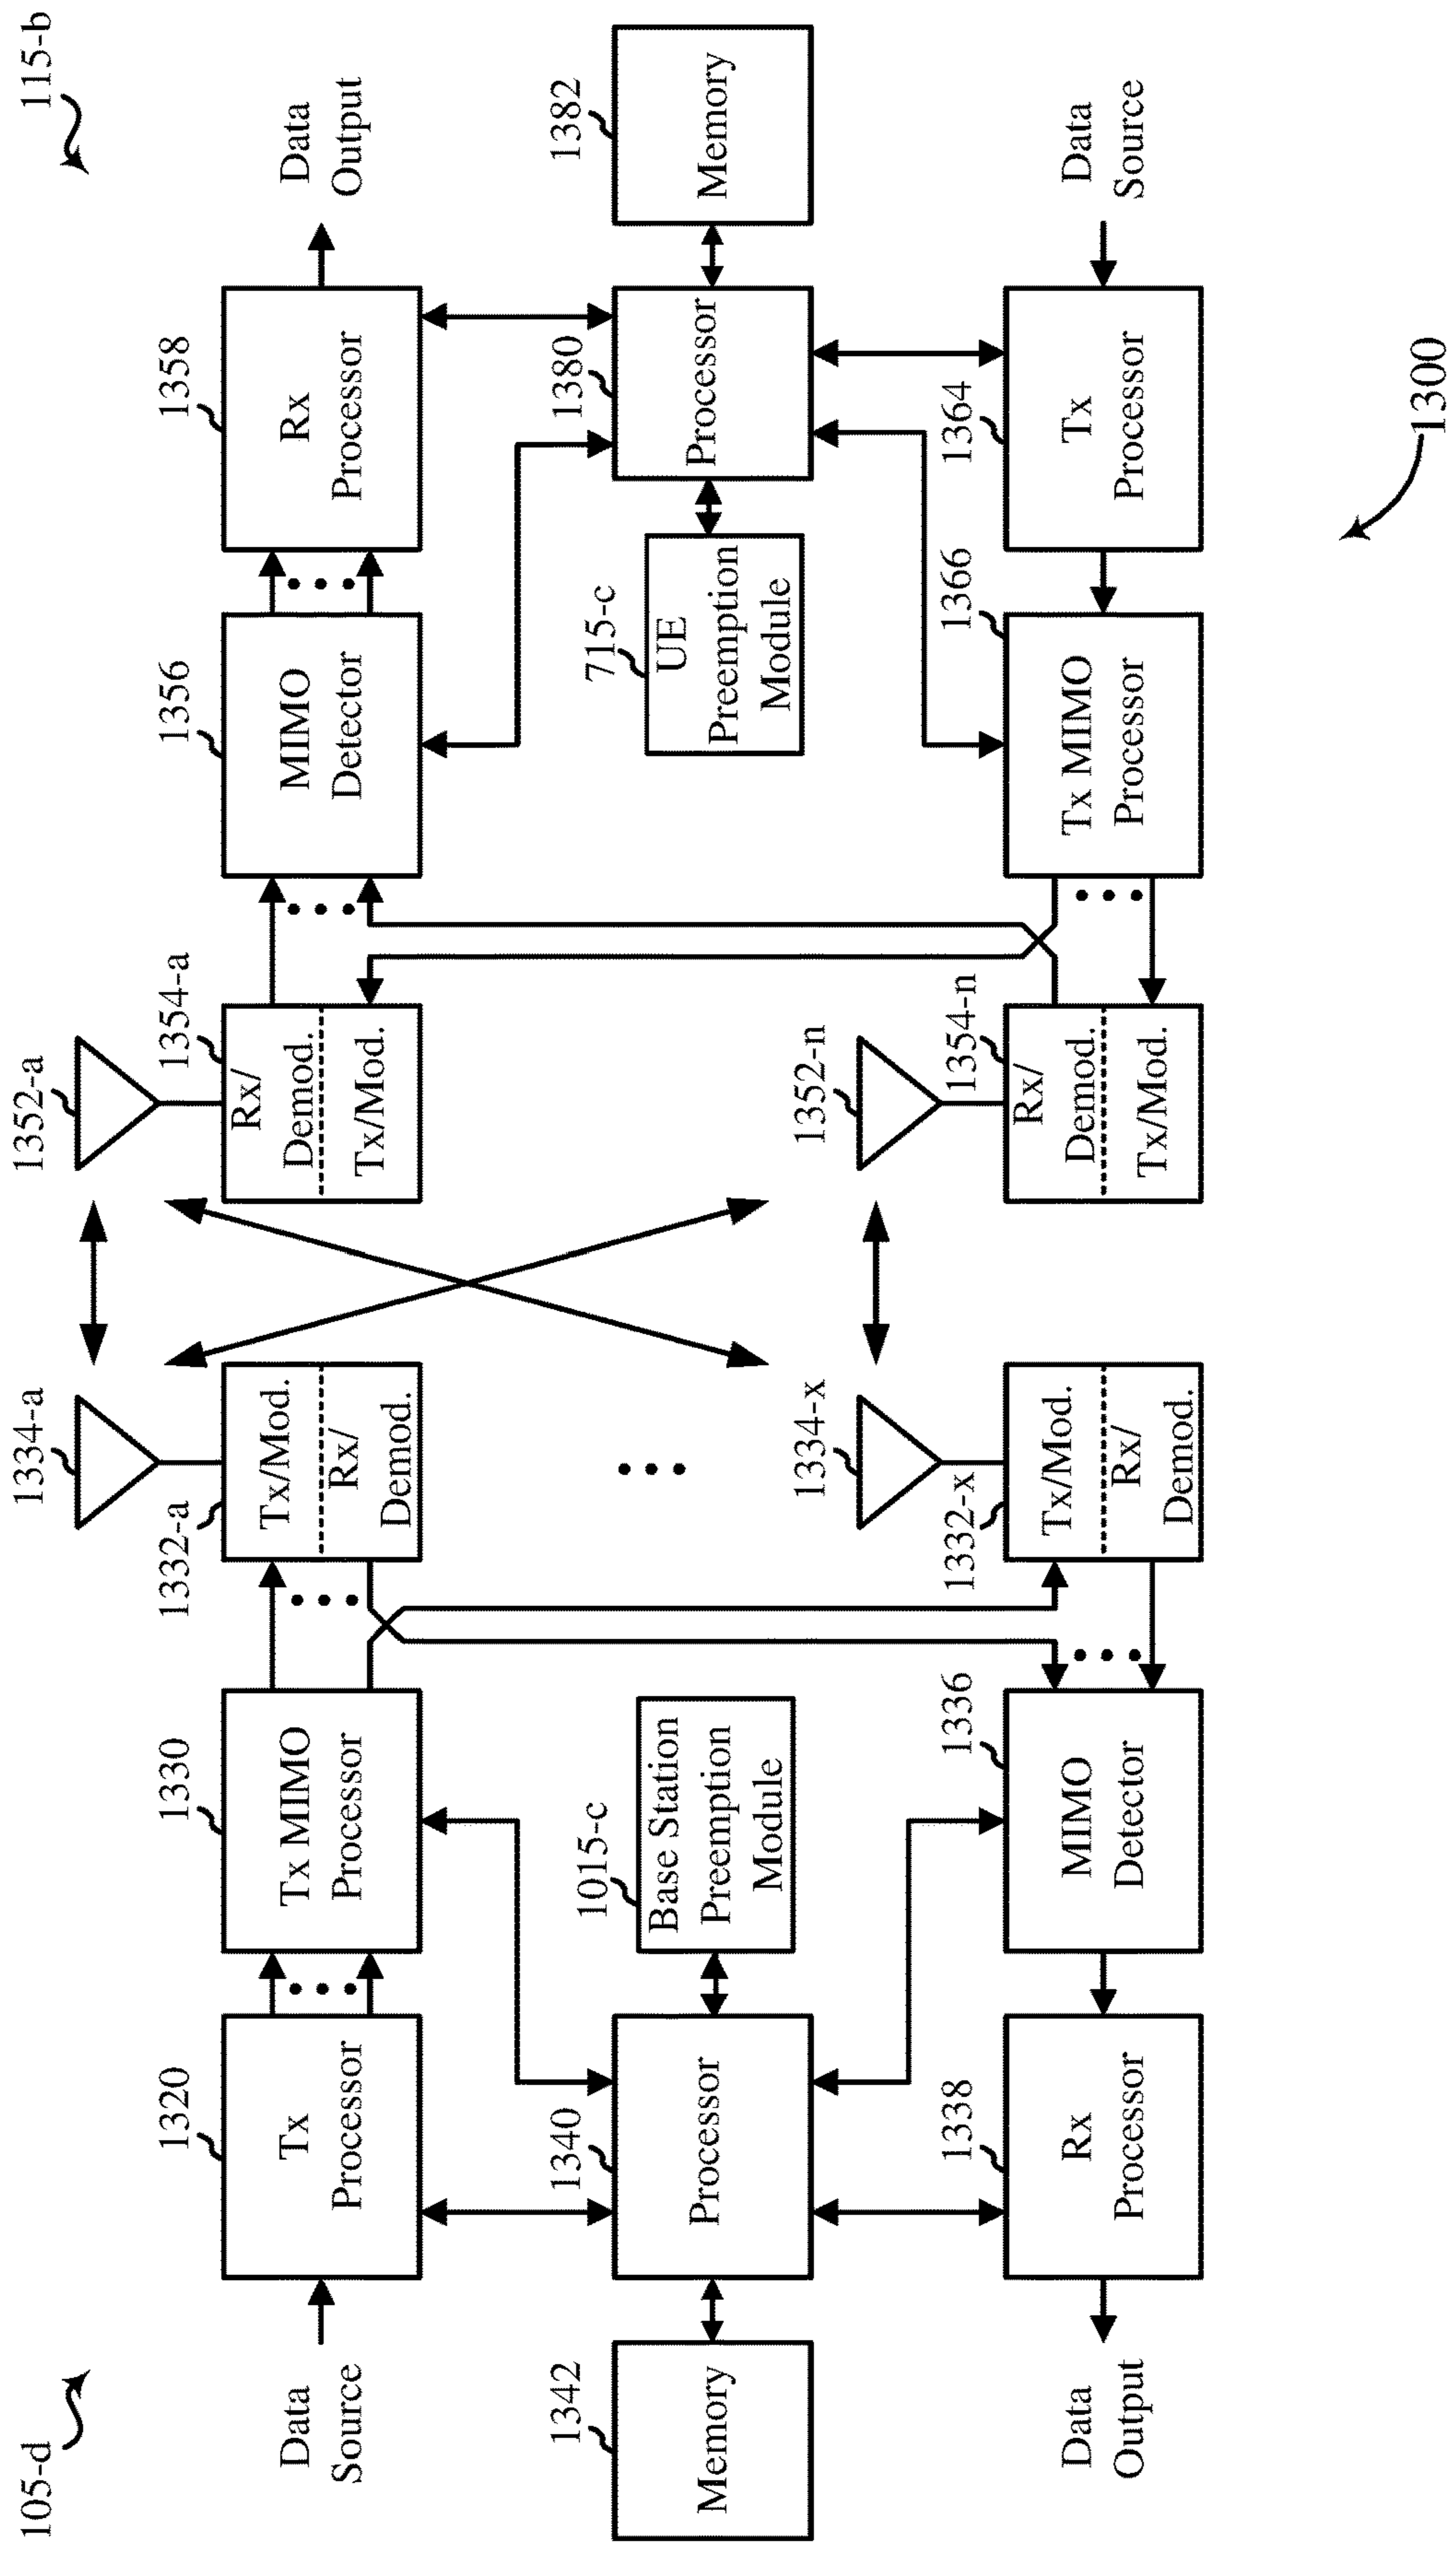 105-d
115-b
1334-a
1352-a
1320
1330
1332-a
1354-a
1356
1358
Data
Source
Tx
Processor
Tx MIMO
Processor
Tx/Mod.
Rx/
Demod.
Rx/
Demod.
Tx/Mod.
MIMO
Detector
Rx
Processor
Data
Output
1342
1340
1015-c
715-c
1380
1382
Memory
Processor
Base Station
Preemption
Module
UE
Preemption
Module
Processor
Memory
1334-x
1352-n
1338
1336
1332-x
1354-n
1366
1364
Data
Output
Rx
Processor
MIMO
Detector
Tx/Mod.
Rx/
Demod.
Rx/
Demod.
Tx/Mod.
Tx MIMO
Processor
Tx
Processor
Data
Source
1300